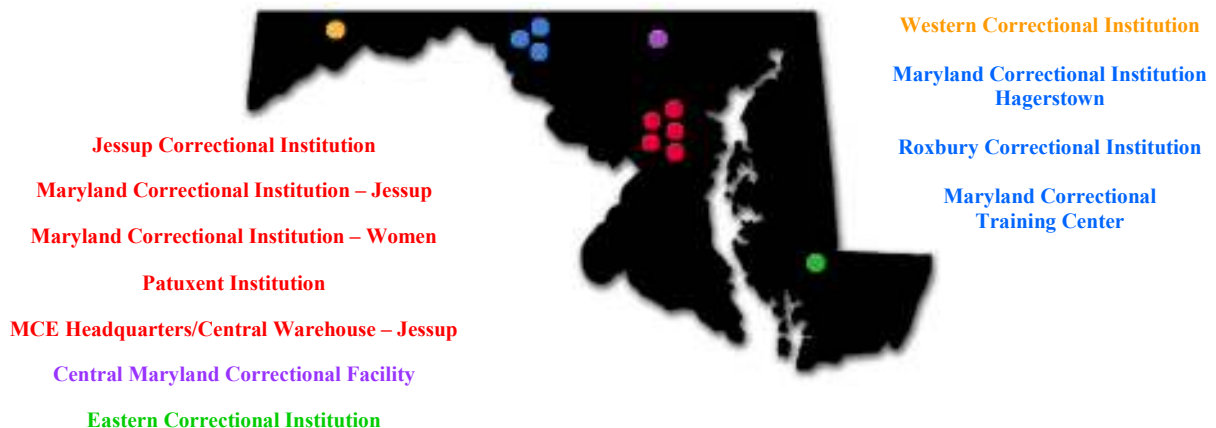 Western Correctional Institution
Maryland Correctional Institution
Hagerstown
Roxbury Correctional Institution
Maryland Correctional
Training Center
Jessup Correctional Institution
Maryland Correctional Institution – Jessup
Maryland Correctional Institution – Women
Patuxent Institution
MCE Headquarters/Central Warehouse – Jessup
Central Maryland Correctional Facility
Eastern Correctional Institution